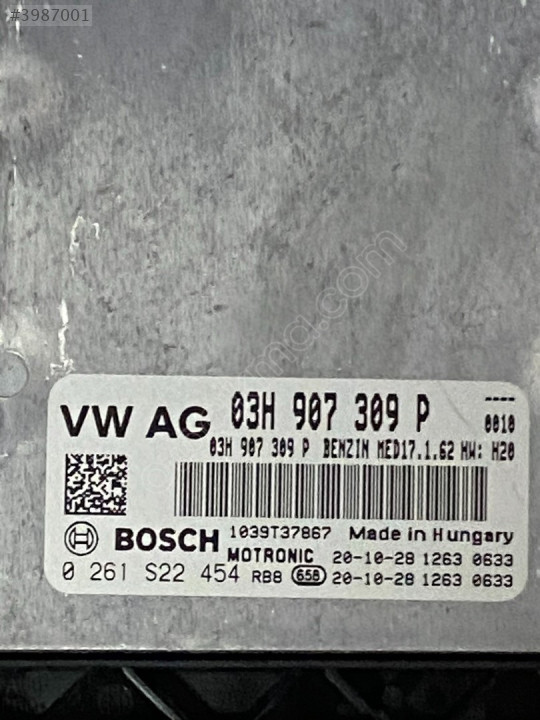 #3987001
VW AG 03H 907 309 P
----
0010
03H 907 309 P BENZIN MED17.1.62 HW: H20
BOSCH 1039T37867 Made in Hungary
MOTRONIC 20-10-28 1263 0633
0 261 S22 454 RB8 658 20-10-28 1263 0633